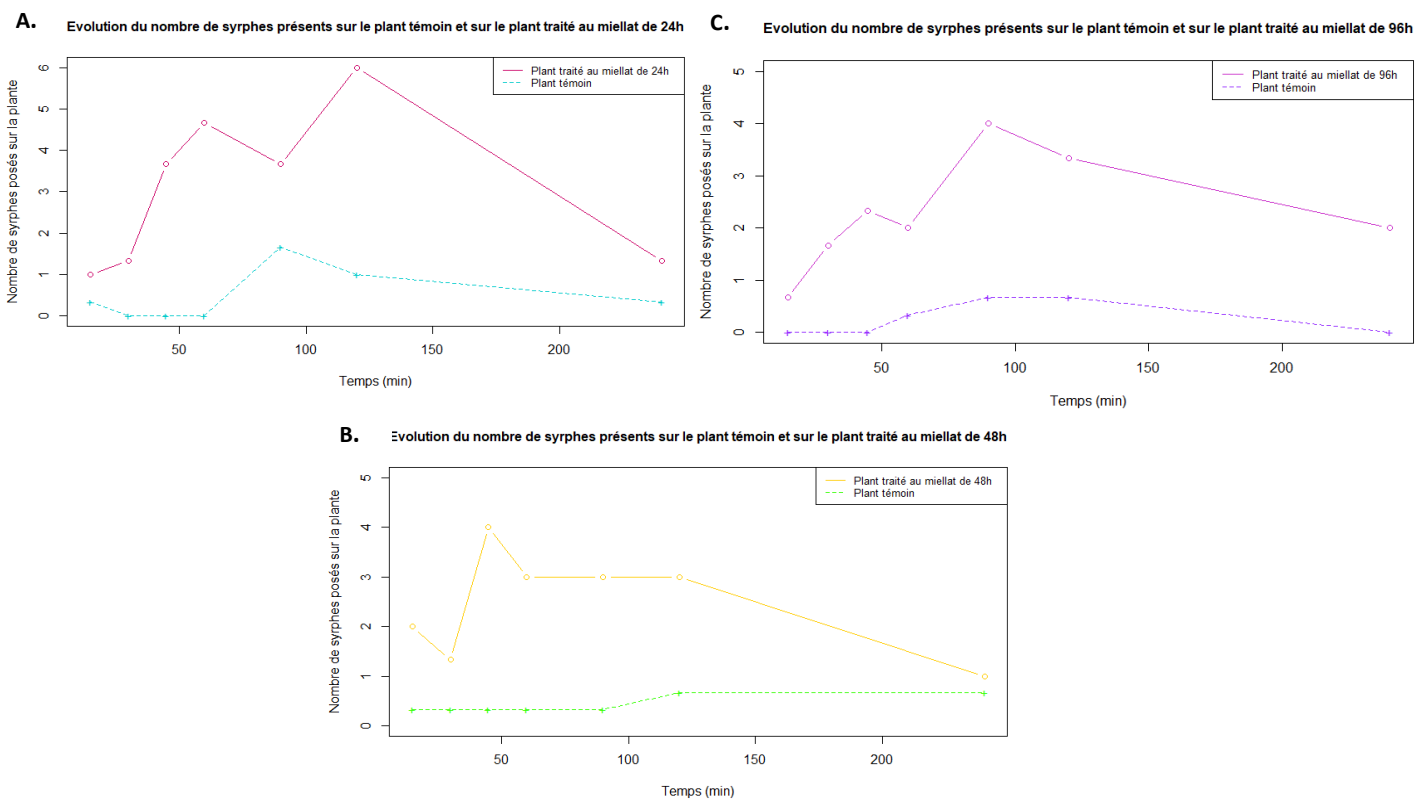 A.
Evolution du nombre de syrphes présents sur le plant témoin et sur le plant traité au miellat de 24h
Plant traité au miellat de 24h
Plant témoin
Nombre de syrphes posés sur la plante
6
5
4
3
2
1
0
50 100 150 200
Temps (min)
C.
Evolution du nombre de syrphes présents sur le plant témoin et sur le plant traité au miellat de 96h
Plant traité au miellat de 96h
Plant témoin
Nombre de syrphes posés sur la plante
5
4
3
2
1
0
50 100 150 200
Temps (min)
B.
Evolution du nombre de syrphes présents sur le plant témoin et sur le plant traité au miellat de 48h
Plant traité au miellat de 48h
Plant témoin
Nombre de syrphes posés sur la plante
5
4
3
2
1
0
50 100 150 200
Temps (min)